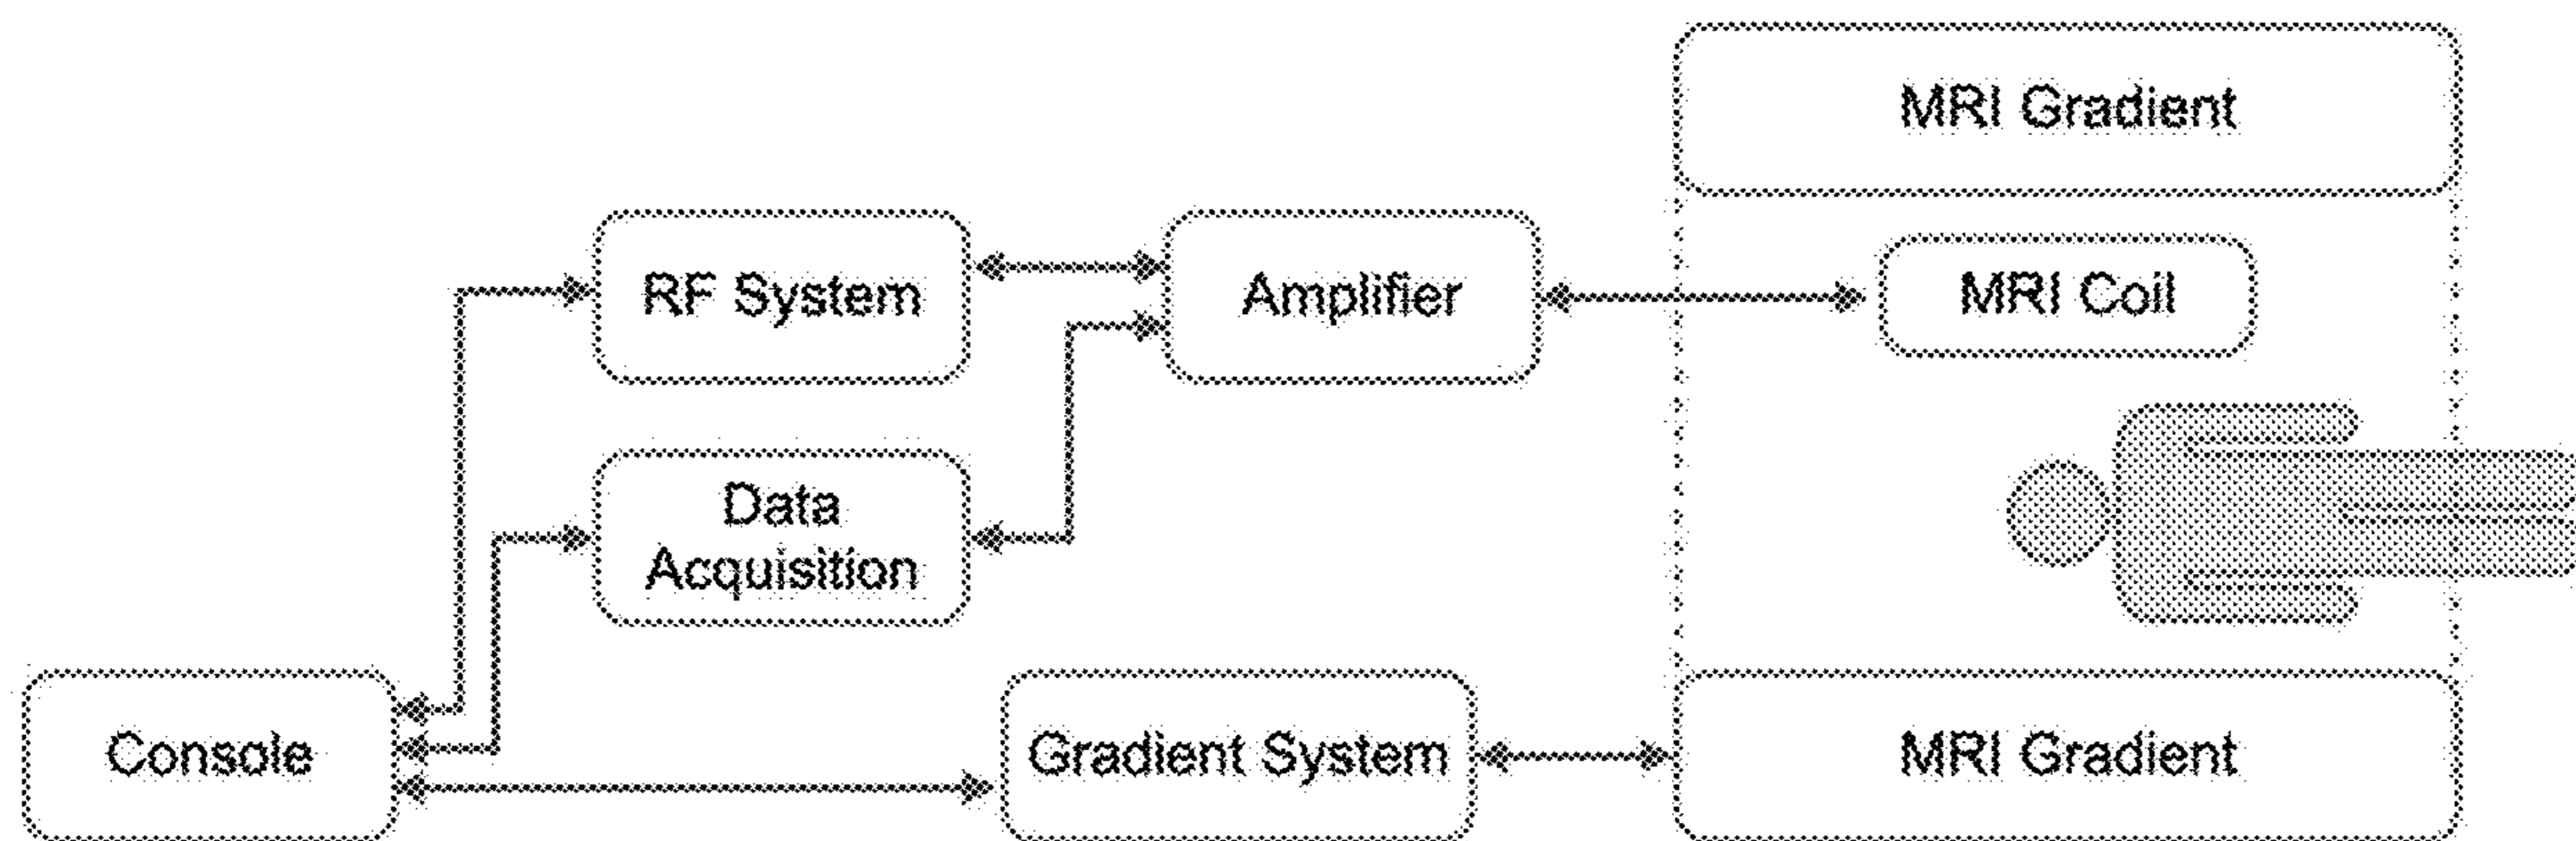 MRI Gradient
RF System
Amplifier
MRI Coil
Data
Acquisition
Console
Gradient System
MRI Gradient